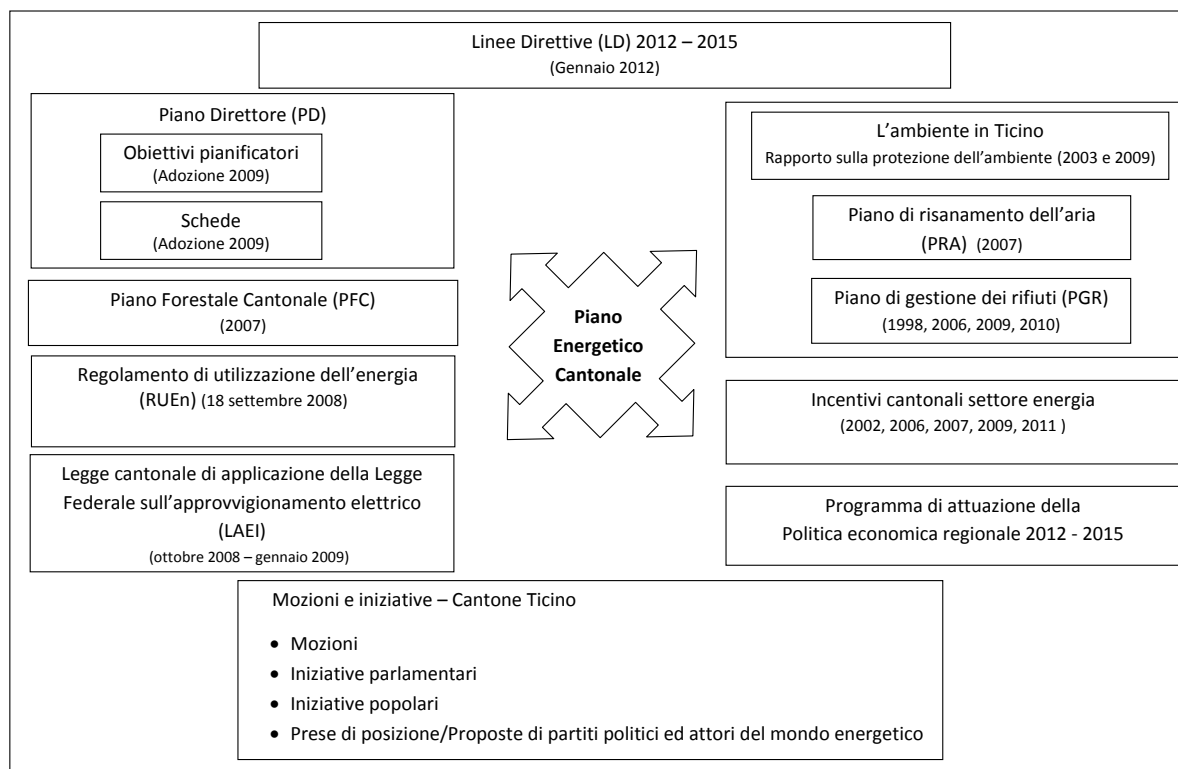 Linee Direttive (LD) 2012 – 2015
(Gennaio 2012)
Piano Direttore (PD)
Obiettivi pianificatori
(Adozione 2009)
Schede
(Adozione 2009)
Piano Forestale Cantonale (PFC)
(2007)
Regolamento di utilizzazione dell'energia
(RUEn) (18 settembre 2008)
Legge cantonale di applicazione della Legge
Federale sull'approvvigionamento elettrico
(LAEI)
(ottobre 2008 – gennaio 2009)
Piano
Energetico
Cantonale
L'ambiente in Ticino
Rapporto sulla protezione dell'ambiente (2003 e 2009)
Piano di risanamento dell'aria
(PRA) (2007)
Piano di gestione dei rifiuti (PGR)
(1998, 2006, 2009, 2010)
Incentivi cantonali settore energia
(2002, 2006, 2007, 2009, 2011 )
Programma di attuazione della
Politica economica regionale 2012 - 2015
Mozioni e iniziative – Cantone Ticino
• Mozioni
• Iniziative parlamentari
• Iniziative popolari
• Prese di posizione/Proposte di partiti politici ed attori del mondo energetico